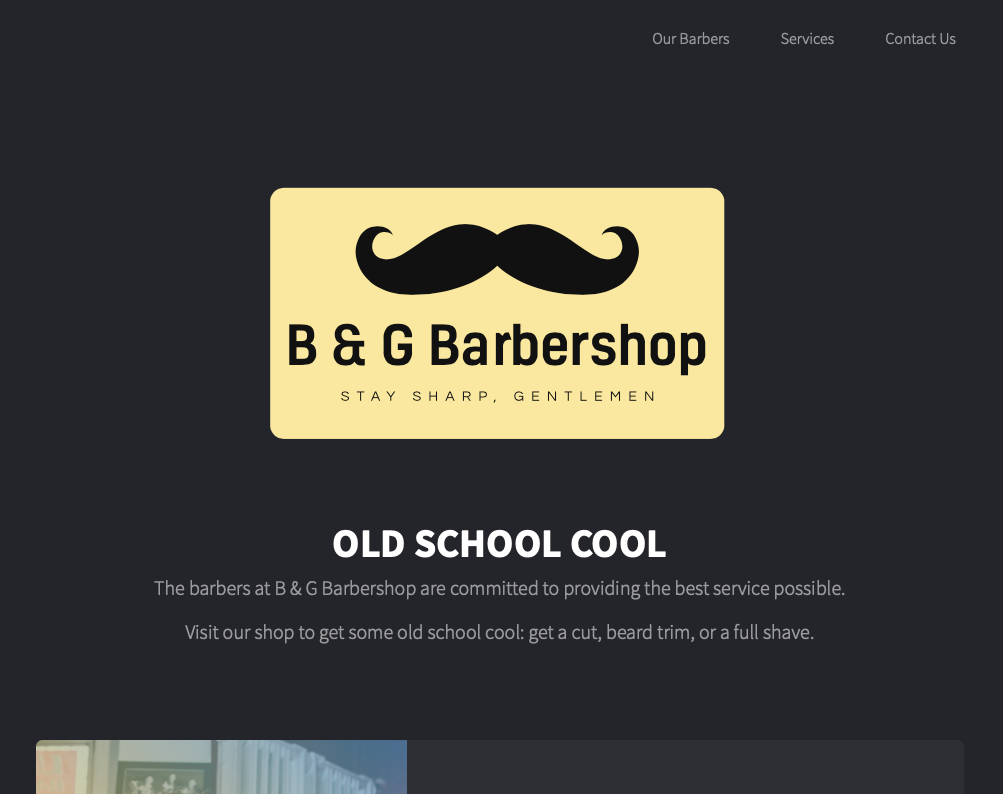 Our Barbers Services Contact Us
B & G Barbershop
STAY SHARP, GENTLEMEN
OLD SCHOOL COOL
The barbers at B & G Barbershop are committed to providing the best service possible.
Visit our shop to get some old school cool: get a cut, beard trim, or a full shave.